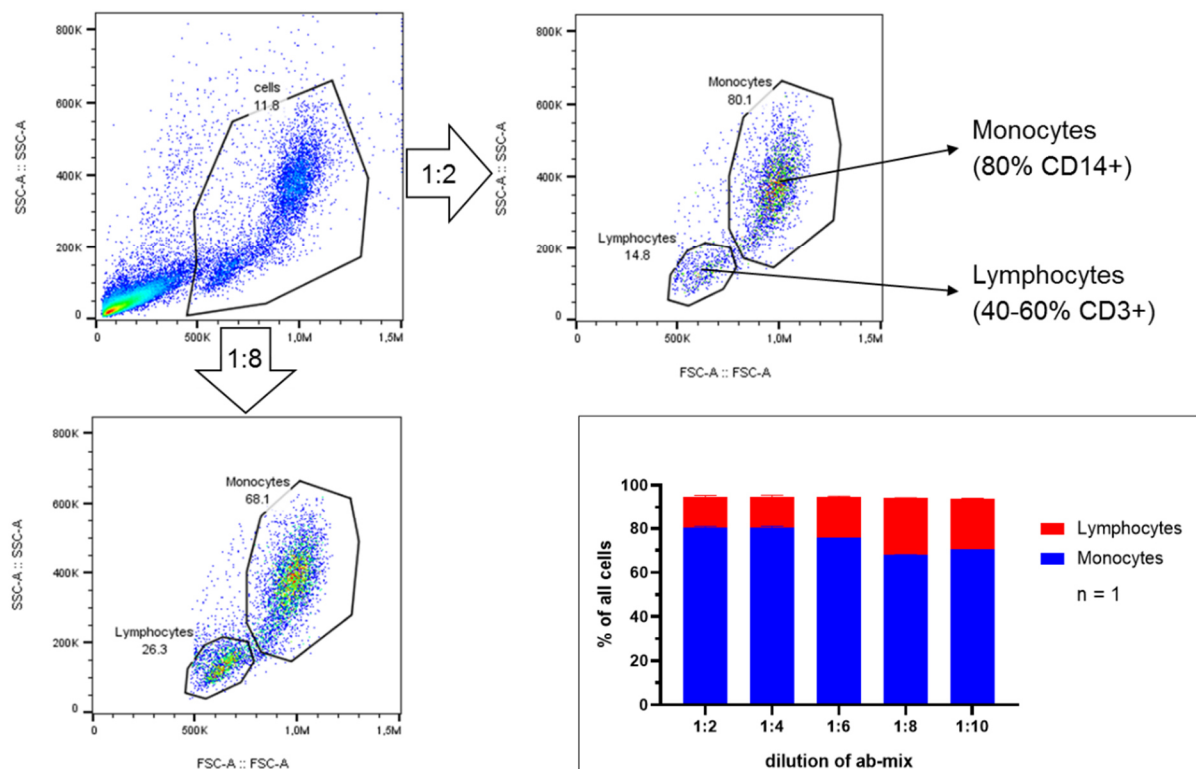 800K
600K
400K
200K
0
SSC-A :: SSC-A
cells
11.8
0
500K
1,0M
1,5M
1:2
800K
600K
400K
200K
0
SSC-A :: SSC-A
Monocytes
80.1
Lymphocytes
14.8
0
500K
1,0M
1,5M
FSC-A :: FSC-A
Monocytes
(80% CD14+)
Lymphocytes
(40-60% CD3+)
1:8
800K
600K
400K
200K
0
SSC-A :: SSC-A
Monocytes
68.1
Lymphocytes
26.3
0
500K
1,0M
1,5M
FSC-A :: FSC-A
100
80
60
40
20
0
% of all cells
1:2
1:4
1:6
1:8
1:10
dilution of ab-mix
Lymphocytes
Monocytes
n = 1